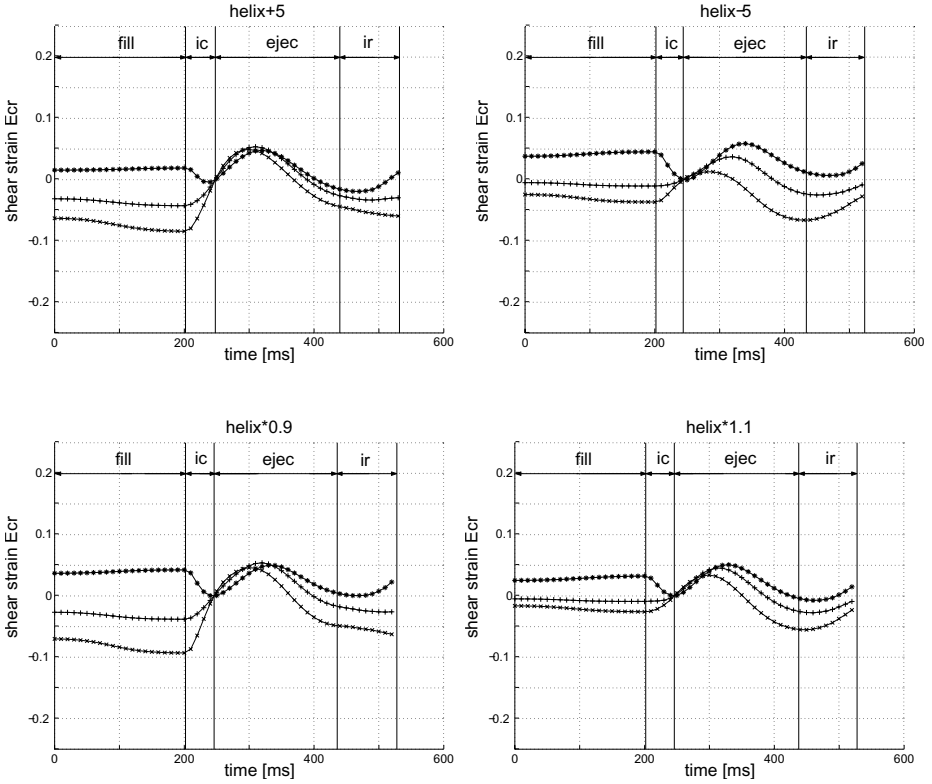 helix+5
0.2
fill ic ejec ir
0.1
shear strain Ecr
0
−0.1
−0.2
0 200 400 600
time [ms]
helix−5
0.2
fill ic ejec ir
0.1
shear strain Ecr
0
−0.1
−0.2
0 200 400 600
time [ms]
helix*0.9
0.2
fill ic ejec ir
0.1
shear strain Ecr
0
−0.1
−0.2
0 200 400 600
time [ms]
helix*1.1
0.2
fill ic ejec ir
0.1
shear strain Ecr
0
−0.1
−0.2
0 200 400 600
time [ms]